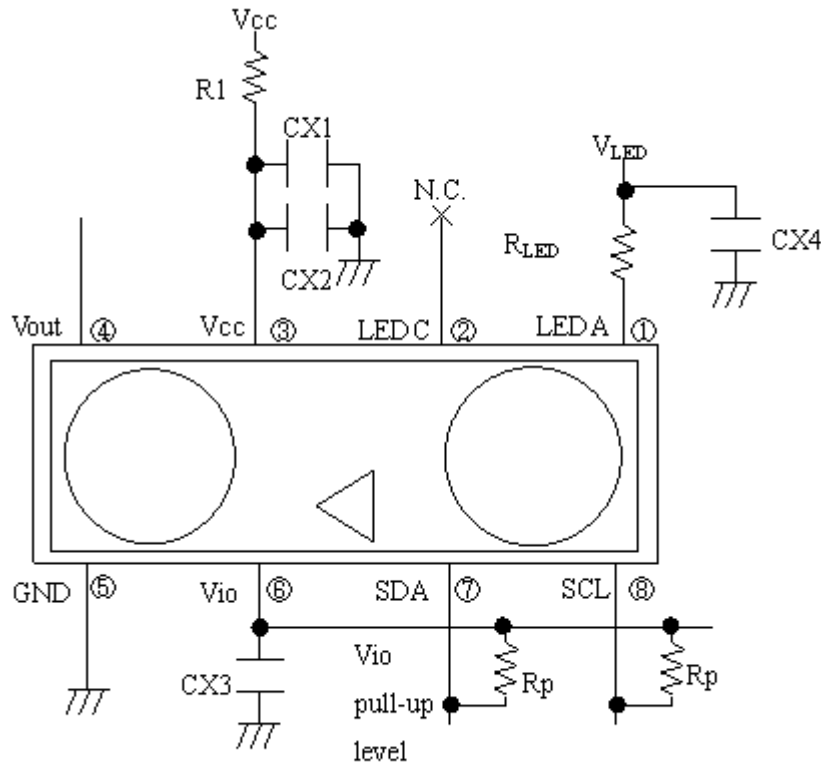 Vcc
R1
CX1
CX2
N.C.
VLED
RLED
CX4
Vout ④
Vcc ③
LEDC ②
LEDA ①
GND ⑤
Vio ⑥
SDA ⑦
SCL ⑧
CX3
Vio
pull-up
level
Rp
Rp